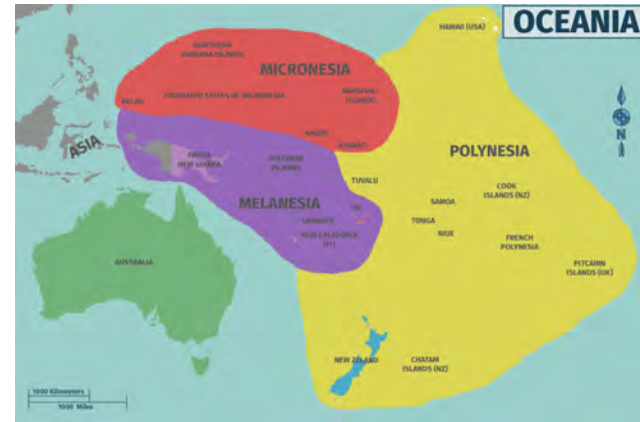 OCEANIA
HAWAII (USA)
NORTHERN
MARIANA ISLANDS
MICRONESIA
PALAU
FEDERATED STATES OF MICRONESIA
MARSHALL
ISLANDS
NAURU
KIRIBATI
ASIA
PAPUA
NEW GUINEA
SOLOMON
ISLANDS
POLYNESIA
TUVALU
COOK
ISLANDS (NZ)
SAMOA
MELANESIA
FIJI
VANUATU
TONGA
NEW CALEDONIA
(FR)
NIUE
FRENCH
POLYNESIA
AUSTRALIA
PITCAIRN
ISLANDS (UK)
N
NEW ZELAND
CHATAM
ISLANDS (NZ)
1000 Kilometers
1000 Miles